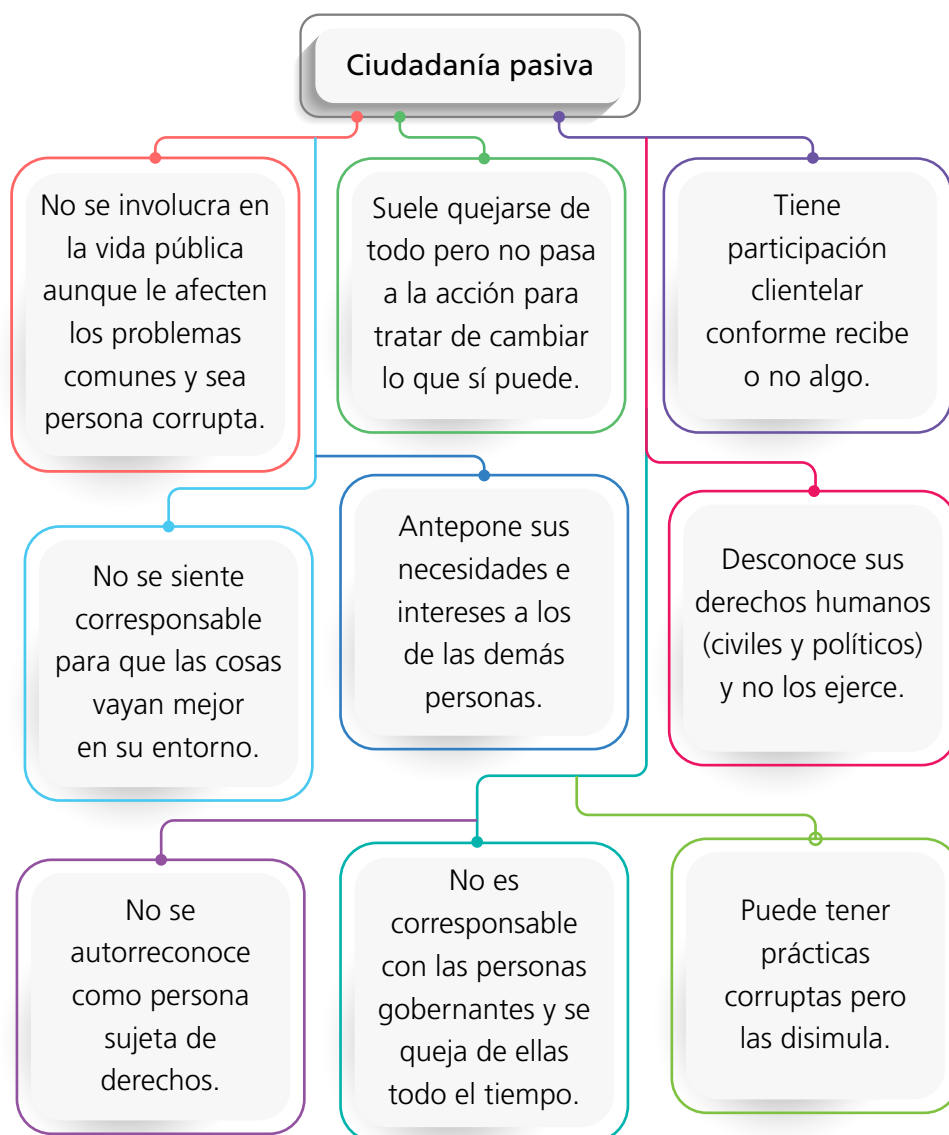 Ciudadanía pasiva
No se involucra en
la vida pública
aunque le afecten
los problemas
comunes y sea
persona corrupta.
Suele quejarse de
todo pero no pasa
a la acción para
tratar de cambiar
lo que sí puede.
Tiene
participación
clientelar
conforme recibe
o no algo.
No se siente
corresponsable
para que las cosas
vayan mejor
en su entorno.
Antepone sus
necesidades e
intereses a los
de las demás
personas.
Desconoce sus
derechos humanos
(civiles y políticos)
y no los ejerce.
No se
autorreconoce
como persona
sujeta de
derechos.
No es
corresponsable
con las personas
gobernantes y se
queja de ellas
todo el tiempo.
Puede tener
prácticas
corruptas pero
las disimula.